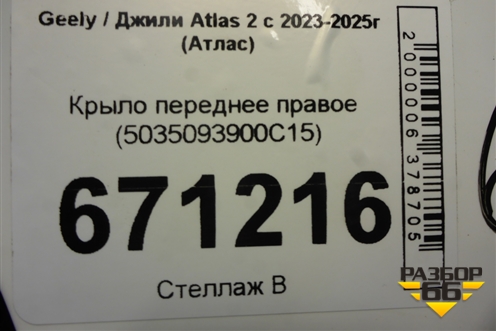 Geely / Джили Atlas 2 с 2023-2025г
(Атлас)
Крыло переднее правое
(5035093900C15)
671216
Стеллаж В
2000006378705
РАЗБОР
66